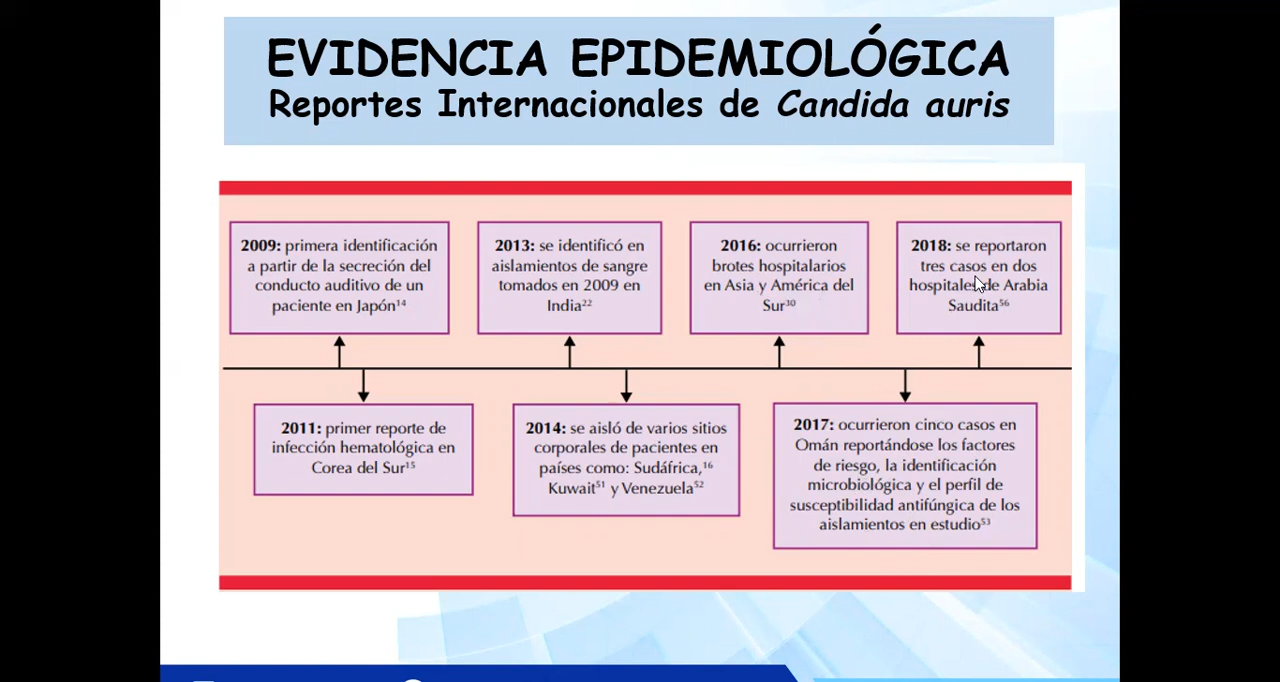 EVIDENCIA EPIDEMIOLÓGICA
Reportes Internacionales de Candida auris
2009: primera identificación
a partir de la secreción del
conducto auditivo de un
paciente en Japón¹⁴
2013: se identificó en
aislamientos de sangre
tomados en 2009 en
India²²
2016: ocurrieron
brotes hospitalarios
en Asia y América del
Sur³⁰
2018: se reportaron
tres casos en dos
hospitales de Arabia
Saudita⁵⁶
2011: primer reporte de
infección hematológica en
Corea del Sur¹⁵
2014: se aisló de varios sitios
corporales de pacientes en
países como: Sudáfrica,¹⁶
Kuwait⁵¹ y Venezuela⁵²
2017: ocurrieron cinco casos en
Omán reportándose los factores
de riesgo, la identificación
microbiológica y el perfil de
susceptibilidad antifúngica de los
aislamientos en estudio⁵³